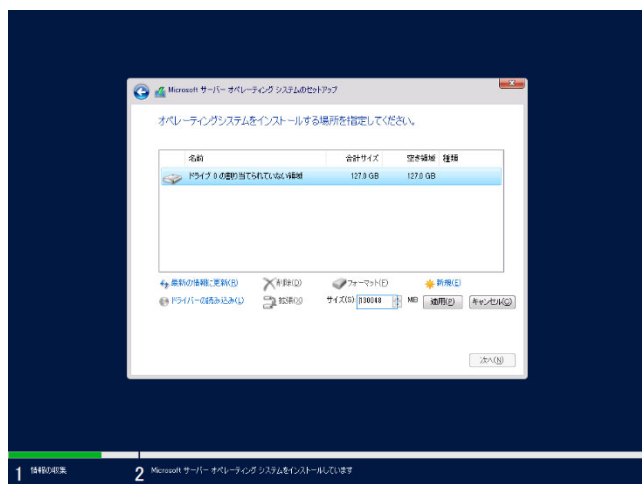 Microsoft サーバー オペレーティング システムのセットアップ
オペレーティングシステムをインストールする場所を指定してください。
名前 合計サイズ 空き領域 種類
ドライブ 0 の割り当てられていない領域 127.0 GB 127.0 GB
最新の情報に更新(R) 削除(D) フォーマット(F) 新規(E)
ドライバーの読み込み(L) 拡張(X) サイズ(S) 130048 MB 適用(P) キャンセル(C)
次へ(N)
1 情報の収集 2 Microsoft サーバー オペレーティング システムをインストールしています